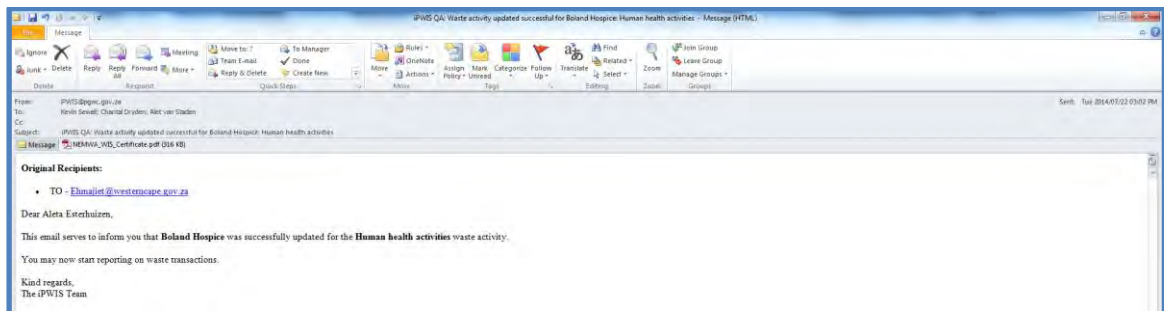 iPWIS QA: Waste activity updated successful for Boland Hospice: Human health activities - Message (HTML)
File Message
Ignore Delete Reply Reply All Forward Meeting More Move to: ? To Manager Move Rules Assign Policy Mark Unread Categorize Follow Up Translate Find Zoom Join Group
Junk Team E-mail Done OneNote Related Leave Group
Reply & Delete Create New Actions Select Manage Groups
Delete Respond Quick Steps Move Tags Editing Zoom Groups
From: iPWIS@pgwc.gov.za Sent: Tue 2014/07/22 03:02 PM
To: Kevin Sewell; Chantal Dryden; Alet von Staden
Cc:
Subject: iPWIS QA: Waste activity updated successful for Boland Hospice: Human health activities
Message NEMWA_WIS_Certificate.pdf (316 KB)
Original Recipients:
• TO - Ehmaljet@westerncape.gov.za
Dear Aleta Esterhuizen,
This email serves to inform you that Boland Hospice was successfully updated for the Human health activities waste activity.
You may now start reporting on waste transactions.
Kind regards,
The iPWIS Team